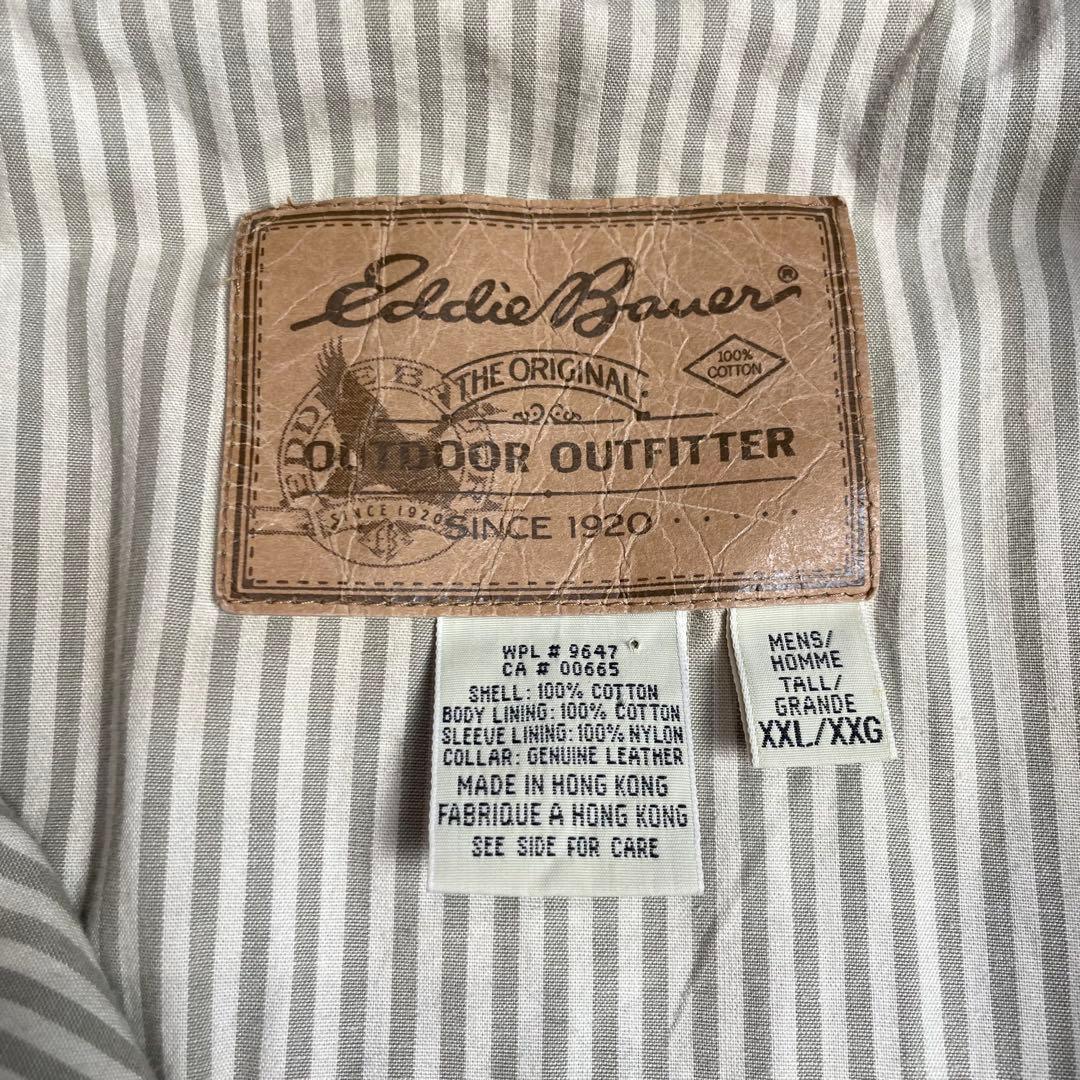 Eddie Bauer®
THE ORIGINAL
100%
COTTON
OUTDOOR OUTFITTER
SINCE 1920
SINCE 1920 . . . . .
EB
WPL # 9647
CA # 00665
SHELL: 100% COTTON
BODY LINING: 100% COTTON
SLEEVE LINING: 100% NYLON
COLLAR: GENUINE LEATHER
MADE IN HONG KONG
FABRIQUE A HONG KONG
SEE SIDE FOR CARE
MENS/
HOMME
TALL/
GRANDE
XXL/XXG